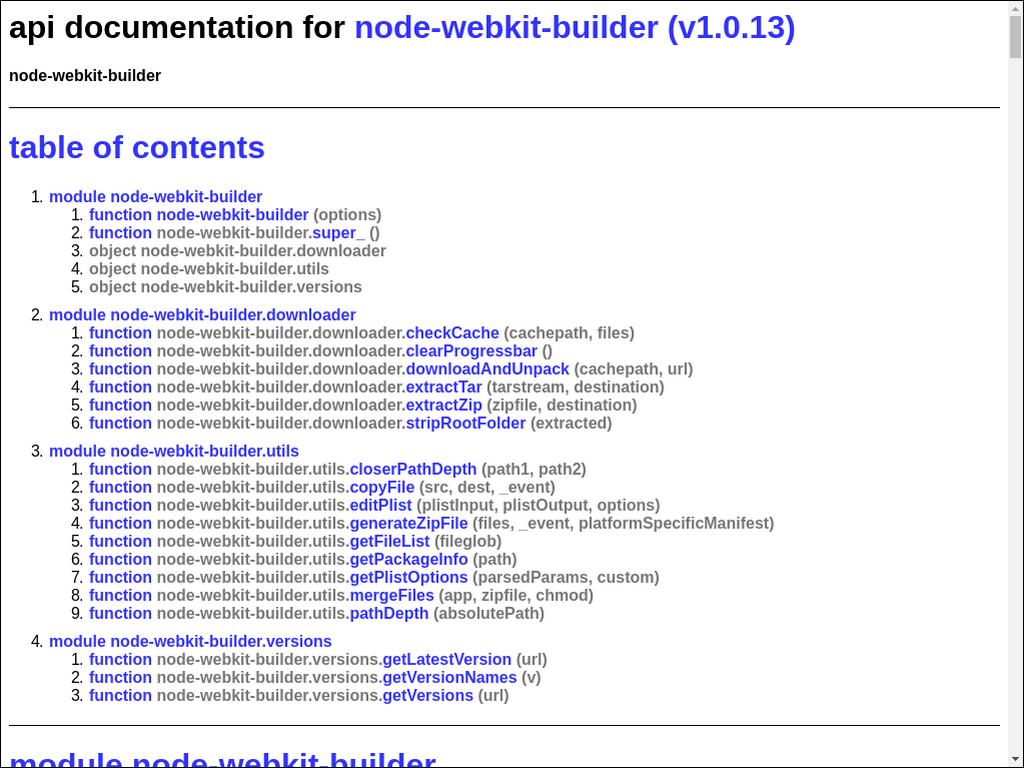 api documentation for node-webkit-builder (v1.0.13)
node-webkit-builder
table of contents
1. module node-webkit-builder
1. function node-webkit-builder (options)
2. function node-webkit-builder.super_ ()
3. object node-webkit-builder.downloader
4. object node-webkit-builder.utils
5. object node-webkit-builder.versions
2. module node-webkit-builder.downloader
1. function node-webkit-builder.downloader.checkCache (cachepath, files)
2. function node-webkit-builder.downloader.clearProgressbar ()
3. function node-webkit-builder.downloader.downloadAndUnpack (cachepath, url)
4. function node-webkit-builder.downloader.extractTar (tarstream, destination)
5. function node-webkit-builder.downloader.extractZip (zipfile, destination)
6. function node-webkit-builder.downloader.stripRootFolder (extracted)
3. module node-webkit-builder.utils
1. function node-webkit-builder.utils.closerPathDepth (path1, path2)
2. function node-webkit-builder.utils.copyFile (src, dest, _event)
3. function node-webkit-builder.utils.editPlist (plistInput, plistOutput, options)
4. function node-webkit-builder.utils.generateZipFile (files, _event, platformSpecificManifest)
5. function node-webkit-builder.utils.getFileList (fileglob)
6. function node-webkit-builder.utils.getPackageInfo (path)
7. function node-webkit-builder.utils.getPlistOptions (parsedParams, custom)
8. function node-webkit-builder.utils.mergeFiles (app, zipfile, chmod)
9. function node-webkit-builder.utils.pathDepth (absolutePath)
4. module node-webkit-builder.versions
1. function node-webkit-builder.versions.getLatestVersion (url)
2. function node-webkit-builder.versions.getVersionNames (v)
3. function node-webkit-builder.versions.getVersions (url)
module node-webkit-builder